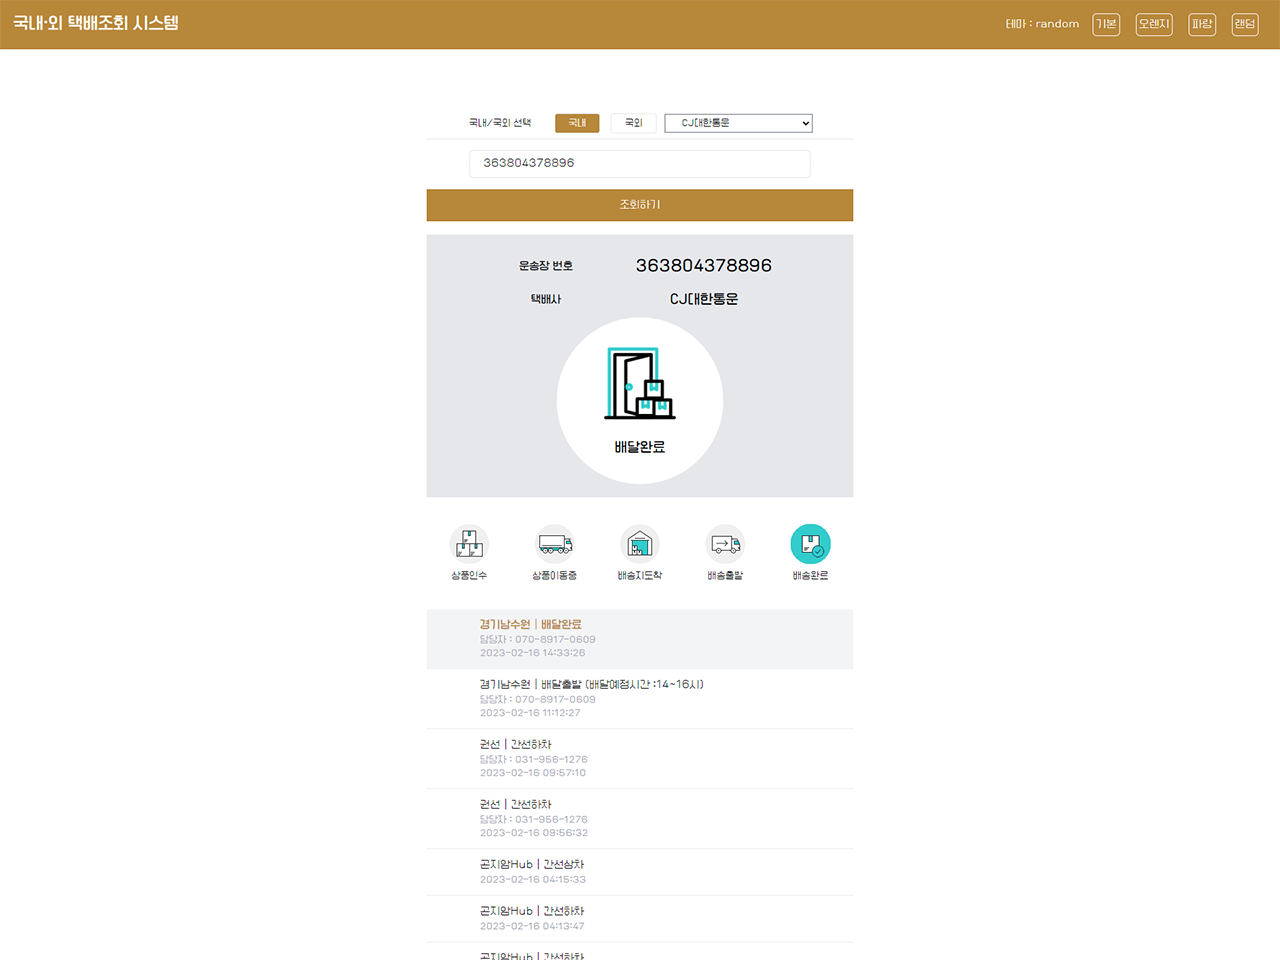 국내·외 택배조회 시스템
테마 : random 기본 오렌지 파랑 랜덤
국내/국외 선택 국내 국외 CJ대한통운
363804378896
조회하기
운송장 번호 363804378896
택배사 CJ대한통운
배달완료
상품인수 상품이동중 배송지도착 배송출발 배송완료
경기남수원 | 배달완료
담당자 : 070-8917-0609
2023-02-16 14:33:26
경기남수원 | 배달출발 (배달예정시간 :14~16시)
담당자 : 070-8917-0609
2023-02-16 11:12:27
권선 | 간선하차
담당자 : 031-956-1276
2023-02-16 09:57:10
권선 | 간선하차
담당자 : 031-956-1276
2023-02-16 09:56:32
곤지암Hub | 간선상차
2023-02-16 04:15:33
곤지암Hub | 간선하차
2023-02-16 04:13:47
곤지암Hub | 간선하차